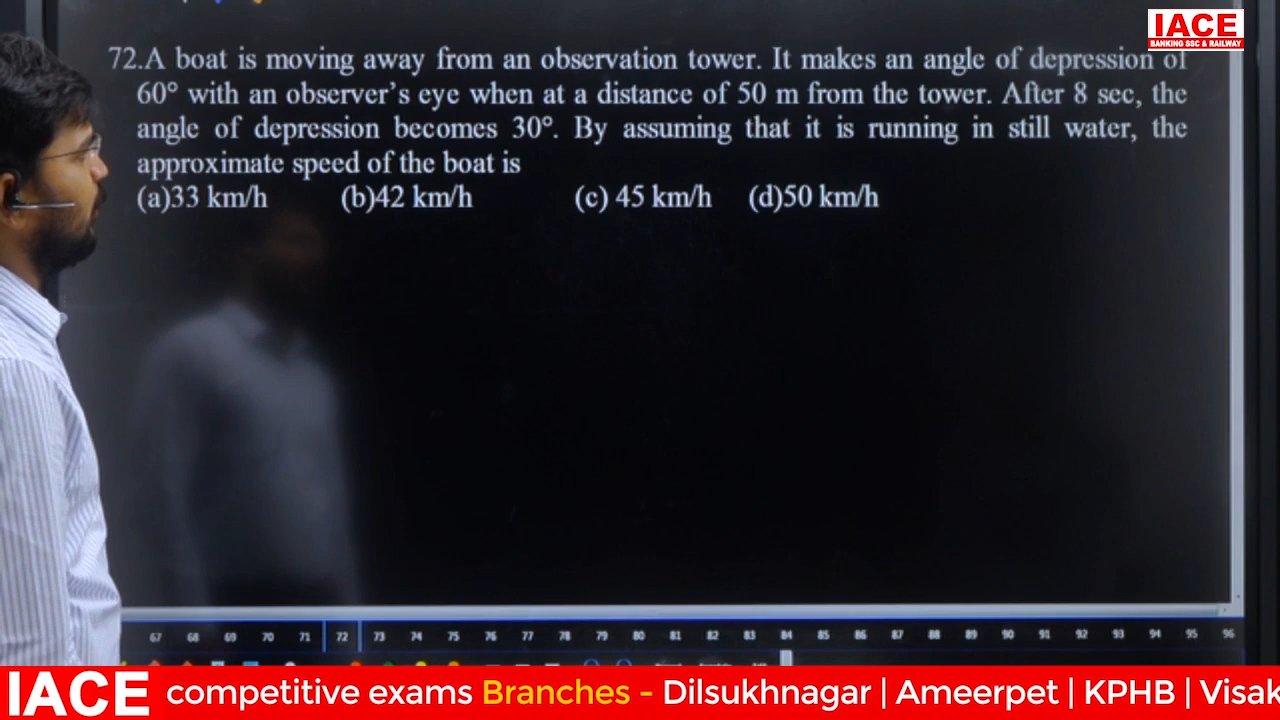 IACE
BANKING SSC & RAILWAY
72.A boat is moving away from an observation tower. It makes an angle of depression of
60° with an observer’s eye when at a distance of 50 m from the tower. After 8 sec, the
angle of depression becomes 30°. By assuming that it is running in still water, the
approximate speed of the boat is
(a)33 km/h (b)42 km/h (c) 45 km/h (d)50 km/h
67 68 69 70 71 72 73 74 75 76 77 78 79 80 81 82 83 84 85 86 87 88 89 90 91 92 93 94 95 96
IACE competitive exams Branches - Dilsukhnagar | Ameerpet | KPHB | Visak